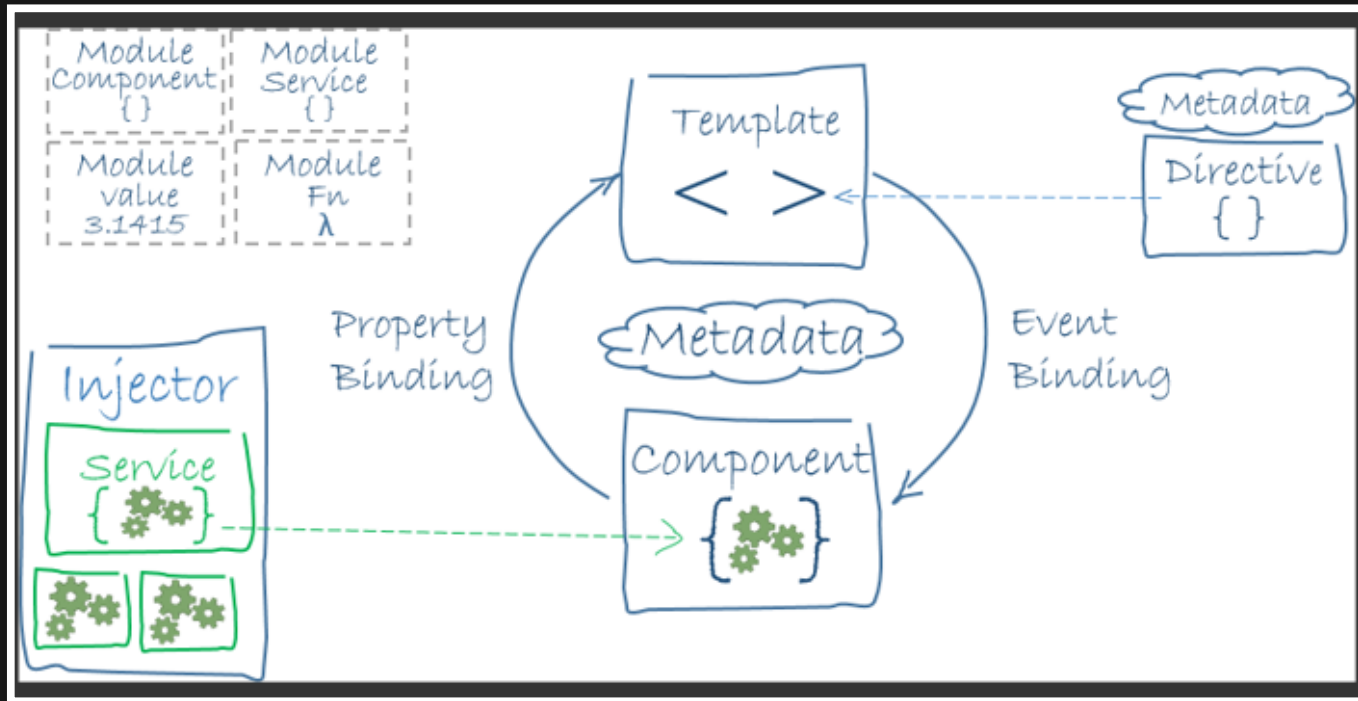 Module
Component
{ }
Module
Service
{ }
Module
value
3.1415
Module
Fn
λ
Template
< >
Metadata
Directive
{ }
Property
Binding
Metadata
Event
Binding
Injector
Service
{ }
Component
{ }